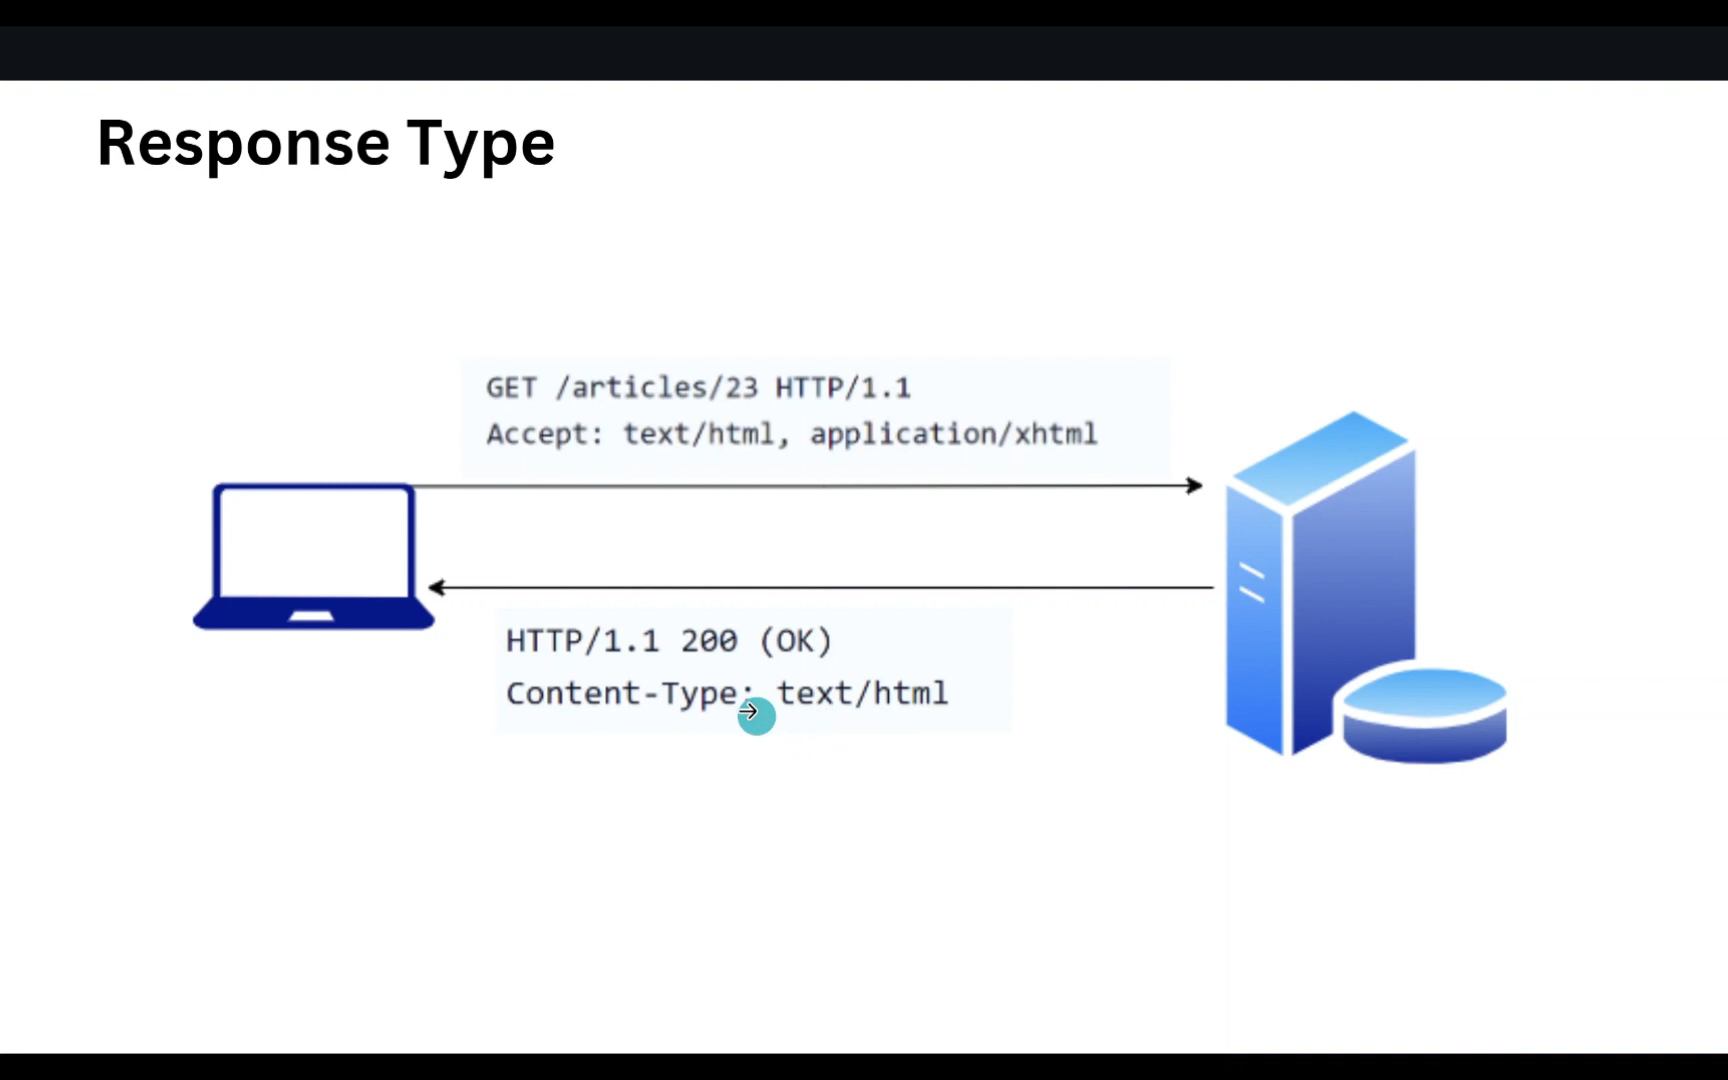 Response Type
GET /articles/23 HTTP/1.1
Accept: text/html, application/xhtml
HTTP/1.1 200 (OK)
Content-Type: text/html